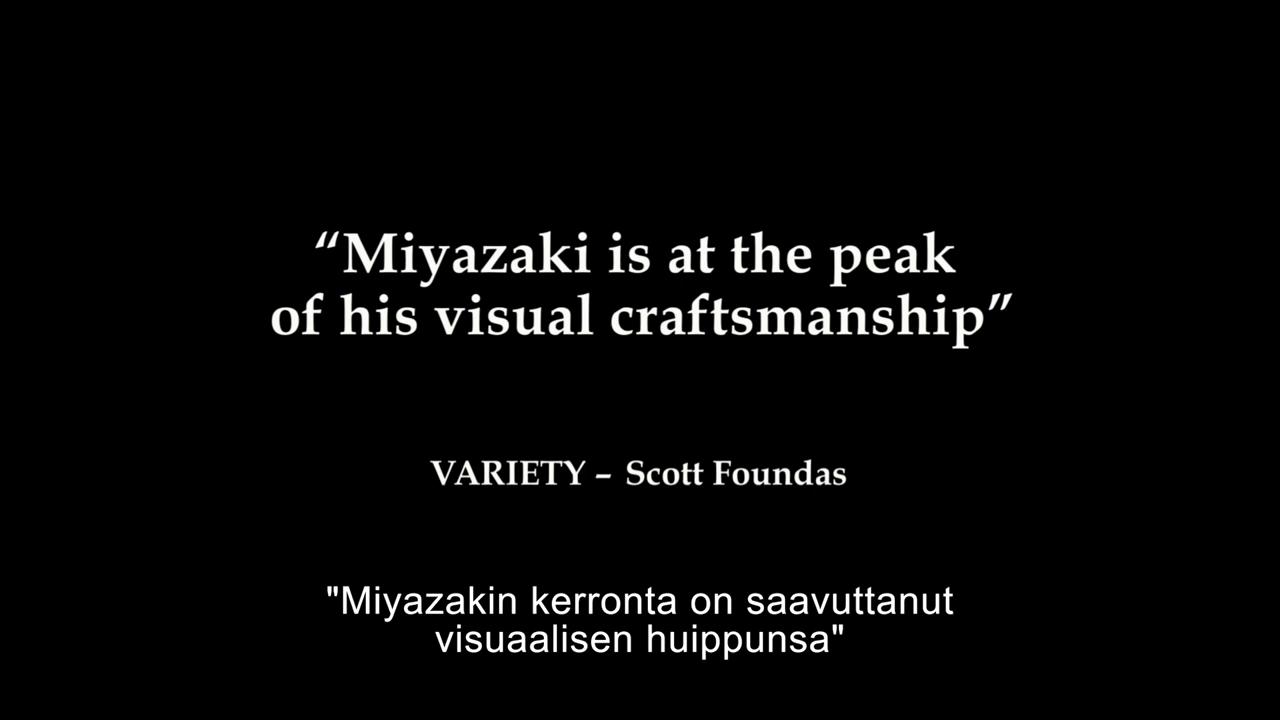 “Miyazaki is at the peak
of his visual craftsmanship”
VARIETY – Scott Foundas
"Miyazakin kerronta on saavuttanut
visuaalisen huippunsa"